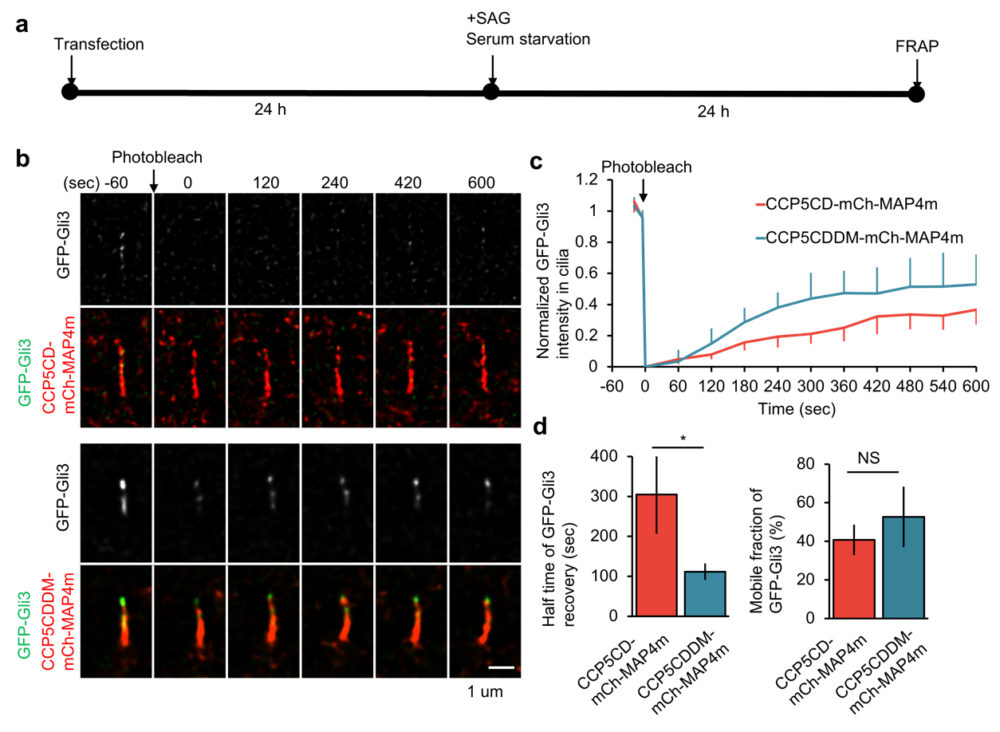 a
Transfection
+SAG
Serum starvation
FRAP
24 h
24 h
b
Photobleach
(sec) -60 0 120 240 420 600
GFP-Gli3
GFP-Gli3
CCP5CD-
mCh-MAP4m
GFP-Gli3
GFP-Gli3
CCP5CDDM-
mCh-MAP4m
1 um
c
Photobleach
Normalized GFP-Gli3
intensity in cilia
1.2
1
0.8
0.6
0.4
0.2
0
CCP5CD-mCh-MAP4m
CCP5CDDM-mCh-MAP4m
-60 0 60 120 180 240 300 360 420 480 540 600
Time (sec)
d
Half time of GFP-Gli3
recovery (sec)
400
300
200
100
0
*
CCP5CD-
mCh-MAP4m
CCP5CDDM-
mCh-MAP4m
Mobile fraction of
GFP-Gli3 (%)
80
60
40
20
0
NS
CCP5CD-
mCh-MAP4m
CCP5CDDM-
mCh-MAP4m